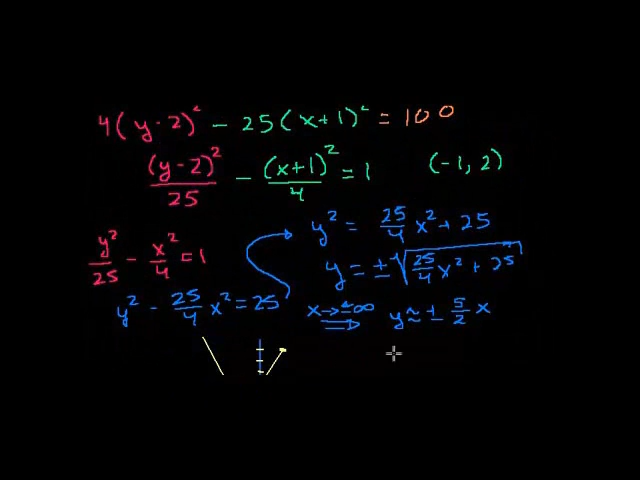 4(y-2)² - 25(x+1)² = 100
(y-2)²/25 - (x+1)²/4 = 1 (-1, 2)
y² = 25/4 x² + 25
y²/25 - x²/4 = 1
y = ±√(25/4 x² + 25)
y² - 25/4 x² = 25
x → ±∞ y ≈ ± 5/2 x